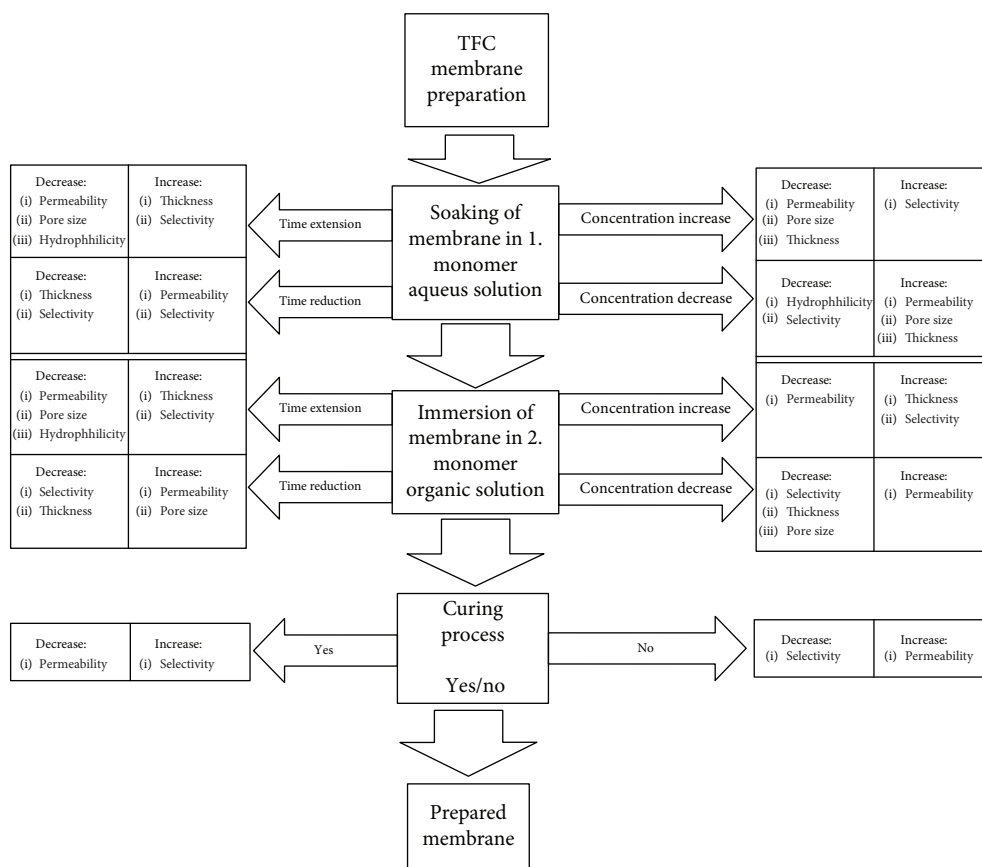 TFC
membrane
preparation
Decrease:
(i) Permeability
(ii) Pore size
(iii) Hydrophhilicity
Increase:
(i) Thickness
(ii) Selectivity
Time extension
Soaking of
membrane in 1.
monomer
aqueus solution
Concentration increase
Decrease:
(i) Permeability
(ii) Pore size
(iii) Thickness
Increase:
(i) Selectivity
Decrease:
(i) Thickness
(ii) Selectivity
Increase:
(i) Permeability
(ii) Selectivity
Time reduction
Concentration decrease
Decrease:
(i) Hydrophhilicity
(ii) Selectivity
Increase:
(i) Permeability
(ii) Pore size
(iii) Thickness
Decrease:
(i) Permeability
(ii) Pore size
(iii) Hydrophhilicity
Increase:
(i) Thickness
(ii) Selectivity
Time extension
Immersion of
membrane in 2.
monomer
organic solution
Concentration increase
Decrease:
(i) Permeability
Increase:
(i) Thickness
(ii) Selectivity
Decrease:
(i) Selectivity
(ii) Thickness
Increase:
(i) Permeability
(ii) Pore size
Time reduction
Concentration decrease
Decrease:
(i) Selectivity
(ii) Thickness
(iii) Pore size
Increase:
(i) Permeability
Decrease:
(i) Permeability
Increase:
(i) Selectivity
Yes
Curing
process
Yes/no
No
Decrease:
(i) Selectivity
Increase:
(i) Permeability
Prepared
membrane